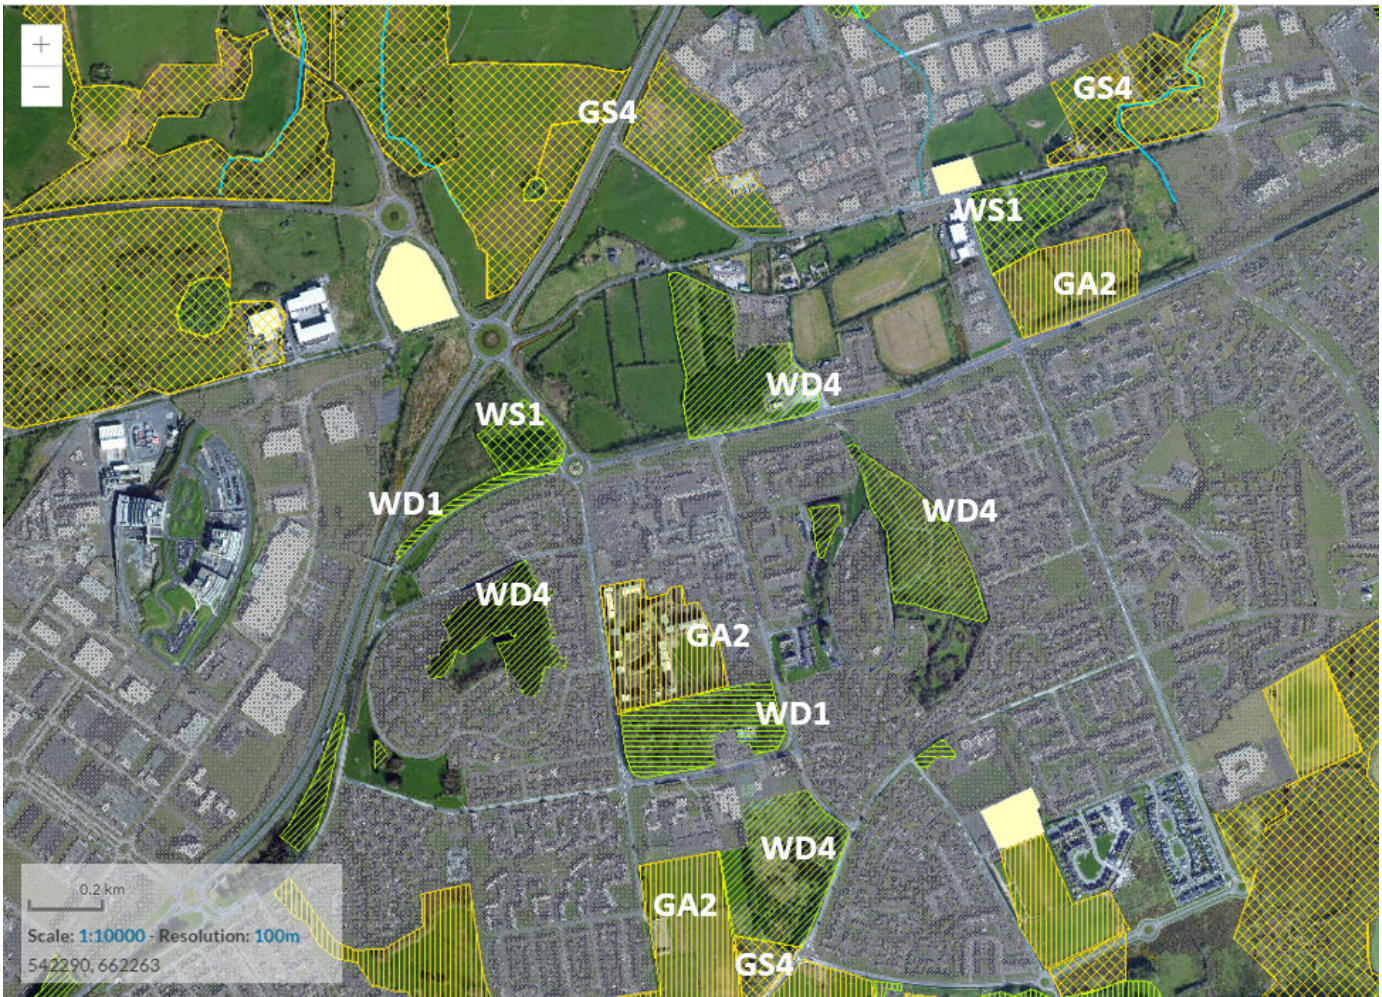 +
−
GS4
GS4
WS1
GA2
WD4
WS1
WD1
WD4
WD4
GA2
WD1
WD4
GA2
GS4
0.2 km
Scale: 1:10000 - Resolution: 100m
542290, 662263